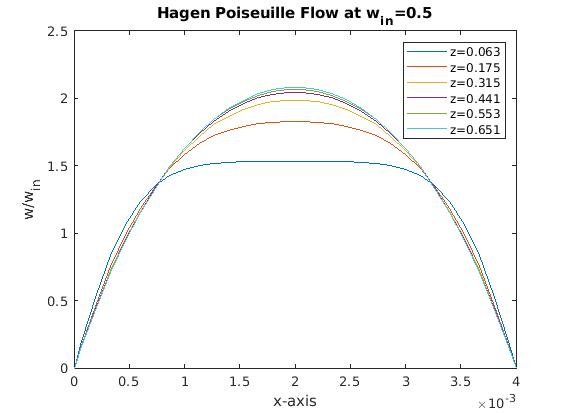 Hagen Poiseuille Flow at w_in=0.5
2.5
2
1.5
1
0.5
0
w/w_in
z=0.063
z=0.175
z=0.315
z=0.441
z=0.553
z=0.651
0 0.5 1 1.5 2 2.5 3 3.5 4
x-axis
×10^-3